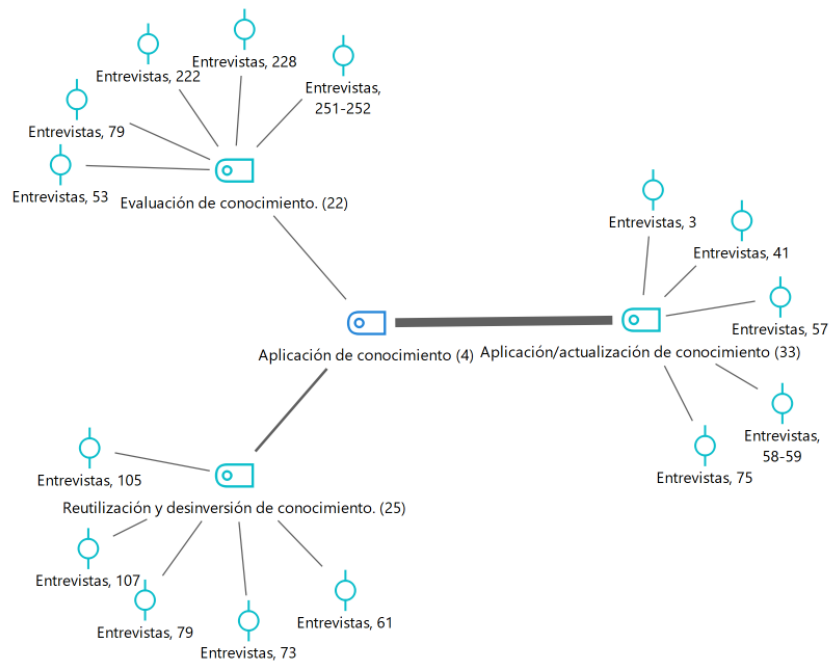 Entrevistas, 228
Entrevistas, 222
Entrevistas,
251-252
Entrevistas, 79
Entrevistas, 53
Evaluación de conocimiento. (22)
Entrevistas, 3
Entrevistas, 41
Entrevistas, 57
Aplicación de conocimiento (4)
Aplicación/actualización de conocimiento (33)
Entrevistas,
58-59
Entrevistas, 75
Entrevistas, 105
Reutilización y desinversión de conocimiento. (25)
Entrevistas, 107
Entrevistas, 79
Entrevistas, 73
Entrevistas, 61